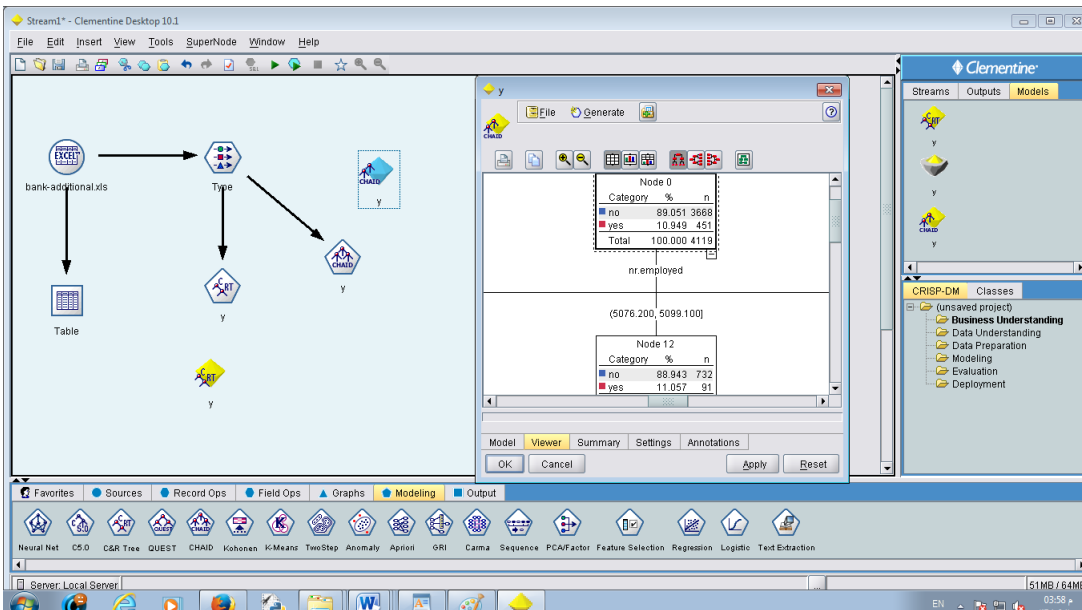 Stream1* - Clementine Desktop 10.1
File Edit Insert View Tools SuperNode Window Help
Clementine
Streams Outputs Models
y
y
y
EXCEL
bank-additional.xls
Type
CHAID
y
CHAID
y
C RT
y
Table
C RT
y
y
CHAID
File Generate
Node 0
Category % n
no 89.051 3668
yes 10.949 451
Total 100.000 4119
nr.employed
(5076.200, 5099.100]
Node 12
Category % n
no 88.943 732
yes 11.057 91
Model Viewer Summary Settings Annotations
OK Cancel Apply Reset
CRISP-DM Classes
(unsaved project)
Business Understanding
Data Understanding
Data Preparation
Modeling
Evaluation
Deployment
Favorites Sources Record Ops Field Ops Graphs Modeling Output
Neural Net C5.0 C&R Tree QUEST CHAID Kohonen K-Means TwoStep Anomaly Apriori GRI Carma Sequence PCA/Factor Feature Selection Regression Logistic Text Extraction
Server: Local Server
51MB / 64MB
EN
03:58 م